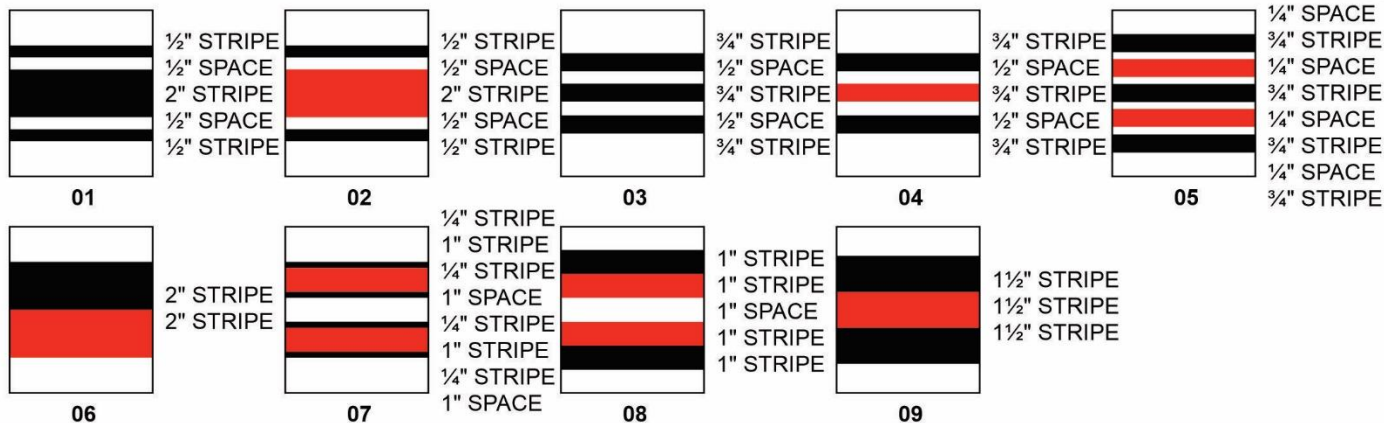 ½" STRIPE
½" SPACE
2" STRIPE
½" SPACE
½" STRIPE
01
½" STRIPE
½" SPACE
2" STRIPE
½" SPACE
½" STRIPE
02
¾" STRIPE
½" SPACE
¾" STRIPE
½" SPACE
¾" STRIPE
03
¾" STRIPE
½" SPACE
¾" STRIPE
½" SPACE
¾" STRIPE
04
¼" SPACE
¾" STRIPE
¼" SPACE
¾" STRIPE
¼" SPACE
¾" STRIPE
¼" SPACE
¾" STRIPE
05
2" STRIPE
2" STRIPE
06
¼" STRIPE
1" STRIPE
¼" STRIPE
1" SPACE
¼" STRIPE
1" STRIPE
¼" STRIPE
1" SPACE
07
1" STRIPE
1" STRIPE
1" SPACE
1" STRIPE
1" STRIPE
08
1½" STRIPE
1½" STRIPE
1½" STRIPE
09